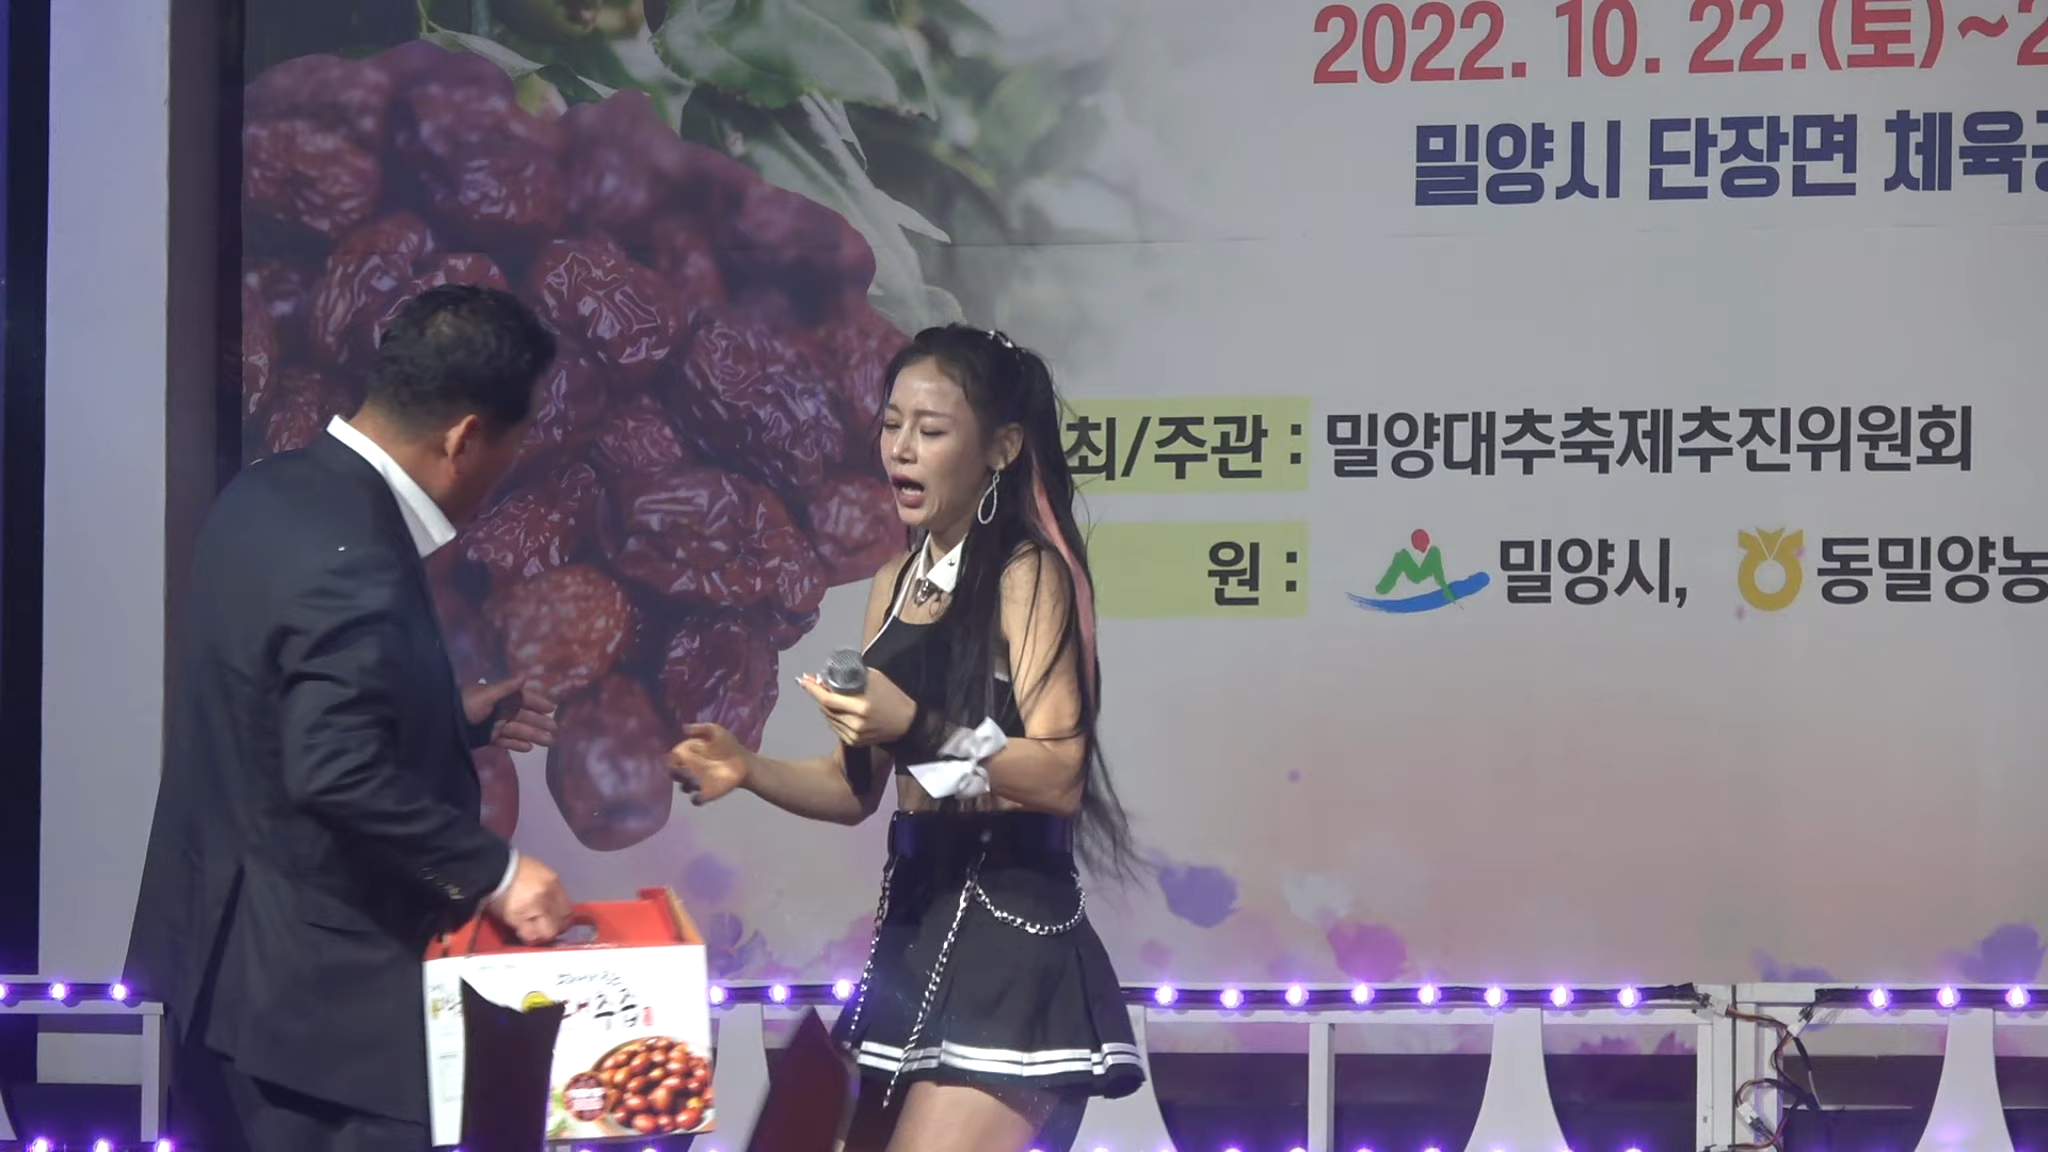 2022. 10. 22.(토)~2
밀양시 단장면 체육
최/주관 : 밀양대추축제추진위원회
원 : 밀양시, 동밀양농